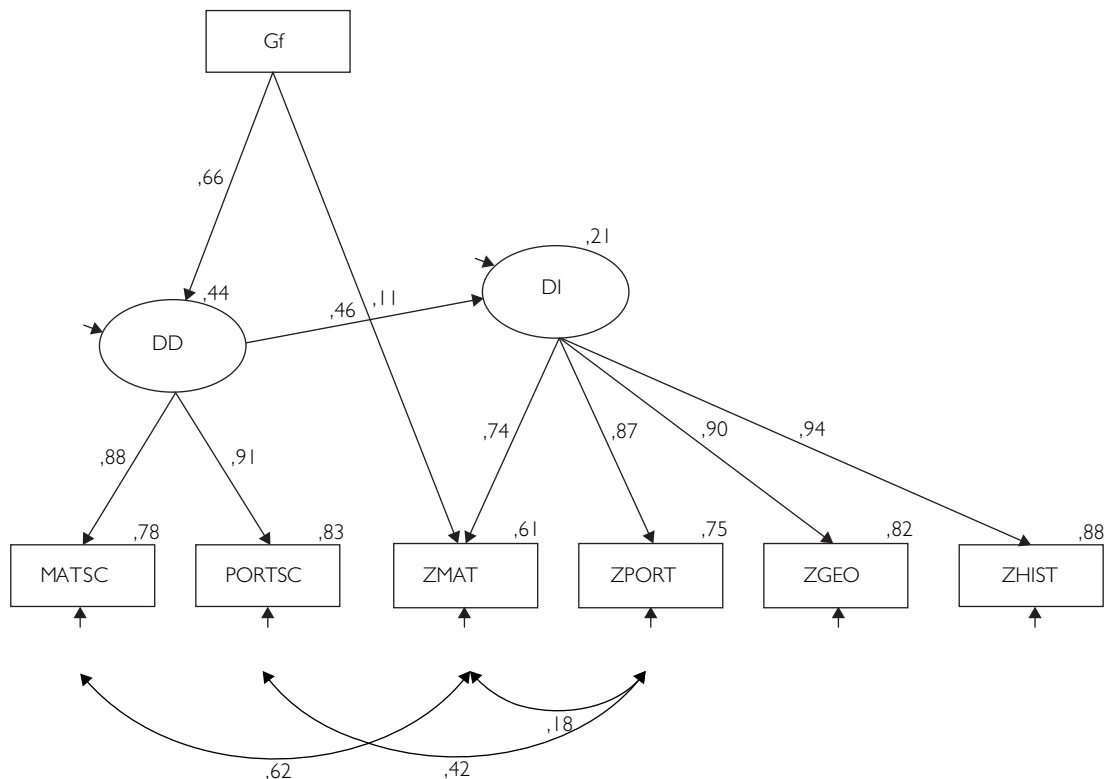 Gf
,66
,21
DI
,44
,46
,11
DD
,88
,91
,74
,87
,90
,94
,78
,83
,61
,75
,82
,88
MATSC
PORTSC
ZMAT
ZPORT
ZGEO
ZHIST
,18
,62
,42